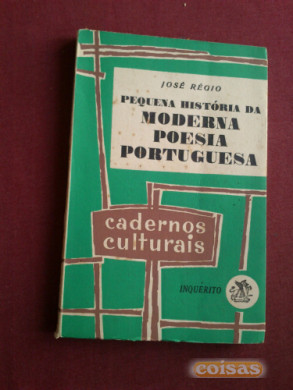 JOSÉ RÉGIO
PEQUENA HISTÓRIA DA
MODERNA
POESIA
PORTUGUESA
cadernos
culturais
INQUÉRITO
coisas